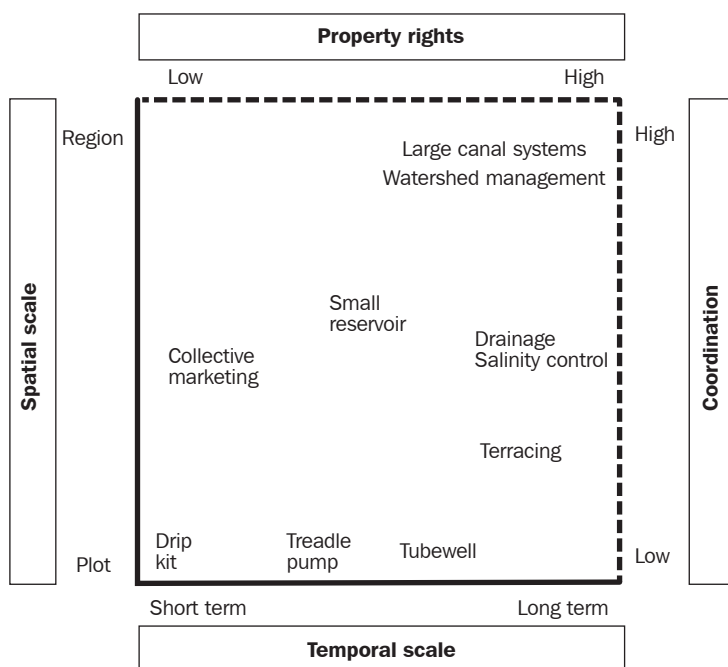 Property rights
Low
High
Region
High
Large canal systems
Watershed management
Spatial scale
Coordination
Small
reservoir
Drainage
Salinity control
Collective
marketing
Terracing
Drip
kit
Treadle
pump
Tubewell
Plot
Low
Short term
Long term
Temporal scale